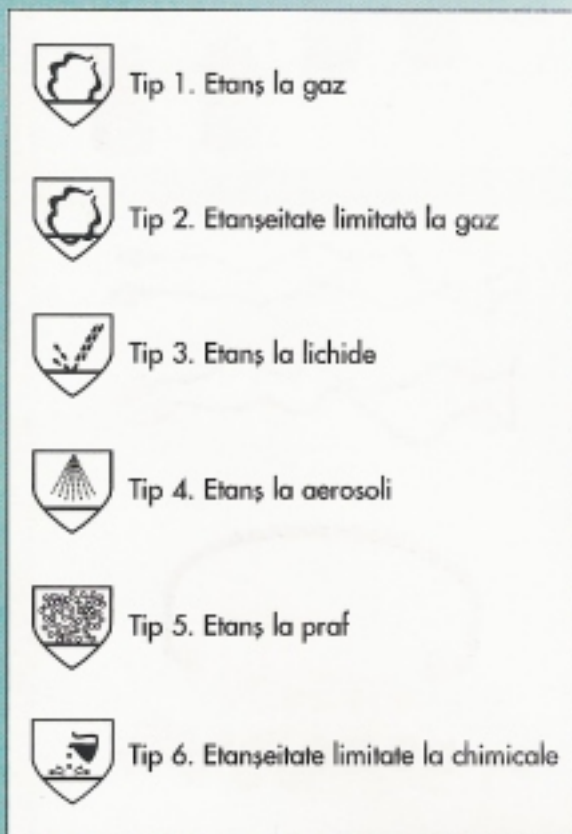 Tip 1. Etanş la gaz
Tip 2. Etanşeitate limitată la gaz
Tip 3. Etanş la lichide
Tip 4. Etanş la aerosoli
Tip 5. Etanş la praf
Tip 6. Etanşeitate limitate la chimicale